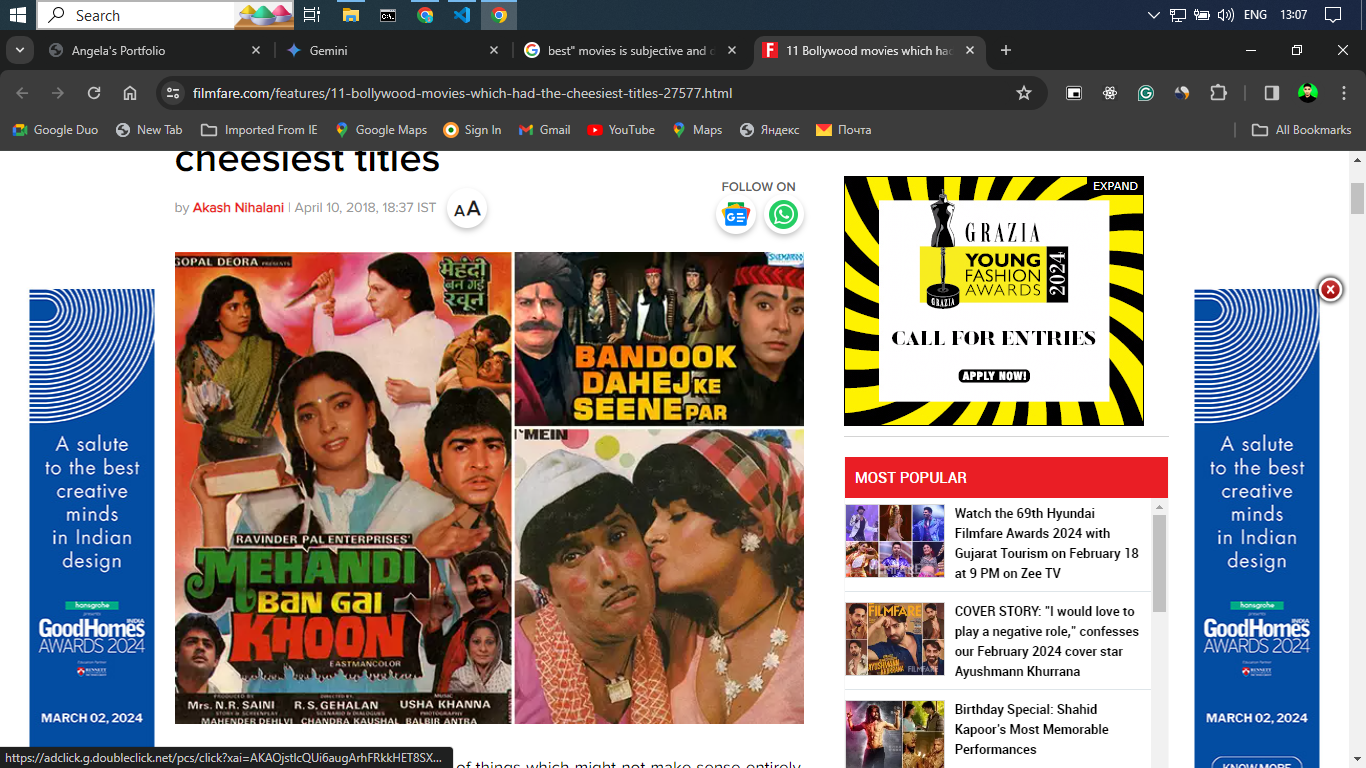 Search
ENG
13:07
Angela's Portfolio
Gemini
best" movies is subjective and
11 Bollywood movies which ha
filmfare.com/features/11-bollywood-movies-which-had-the-cheesiest-titles-27577.html
Google Duo
New Tab
Imported From IE
Google Maps
Sign In
Gmail
YouTube
Maps
Яндекс
Почта
All Bookmarks
cheesiest titles
by Akash Nihalani | April 10, 2018, 18:37 IST
AA
FOLLOW ON
GOPAL DEORA PRESENTS
मेहंदी
बन गई
खून
RAVINDER PAL ENTERPRISES'
MEHANDI
BAN GAI
KHOON
EASTMANCOLOR
PRODUCED BY
Mrs. N.R. SAINI
STORY & SCREENPLAY
MAHENDER DEHLVI
DIRECTED BY
R.S. GEHALAN
SCENARIO & DIALOGUES
CHANDRA KAUSHAL
MUSIC
USHA KHANNA
BALBIR ANTRA
SHEMAROO
BANDOOK
DAHEJ KE
SEENE PAR
MEIN
EXPAND
GRAZIA
YOUNG
FASHION
AWARDS
2024
GRAZIA
CALL FOR ENTRIES
APPLY NOW!
MOST POPULAR
Watch the 69th Hyundai
Filmfare Awards 2024 with
Gujarat Tourism on February 18
at 9 PM on Zee TV
FILMFARE
COVER STORY: "I would love to
play a negative role," confesses
our February 2024 cover star
Ayushmann Khurrana
FILMFARE
Birthday Special: Shahid
Kapoor's Most Memorable
Performances
A salute
to the best
creative
minds
in Indian
design
hansgrohe
presents
GoodHomes
INDIA
AWARDS 2024
MARCH 02, 2024
A salute
to the best
creative
minds
in Indian
design
hansgrohe
presents
GoodHomes
INDIA
AWARDS 2024
MARCH 02, 2024
KNOW MORE
https://adclick.g.doubleclick.net/pcs/click?xai=AKAOjstlcQUi6augArhFRkkHET8SX...
of things which might not make sense entirely